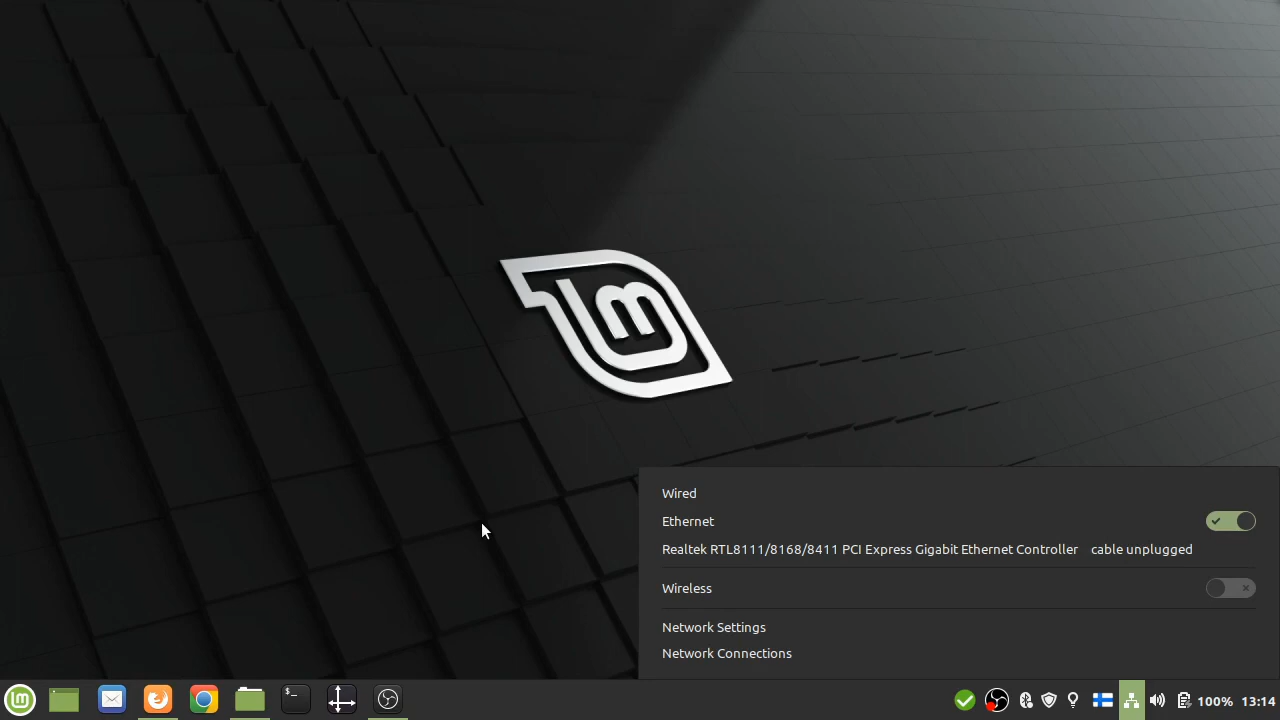 Wired
Ethernet
Realtek RTL8111/8168/8411 PCI Express Gigabit Ethernet Controller cable unplugged
Wireless
Network Settings
Network Connections
100% 13:14